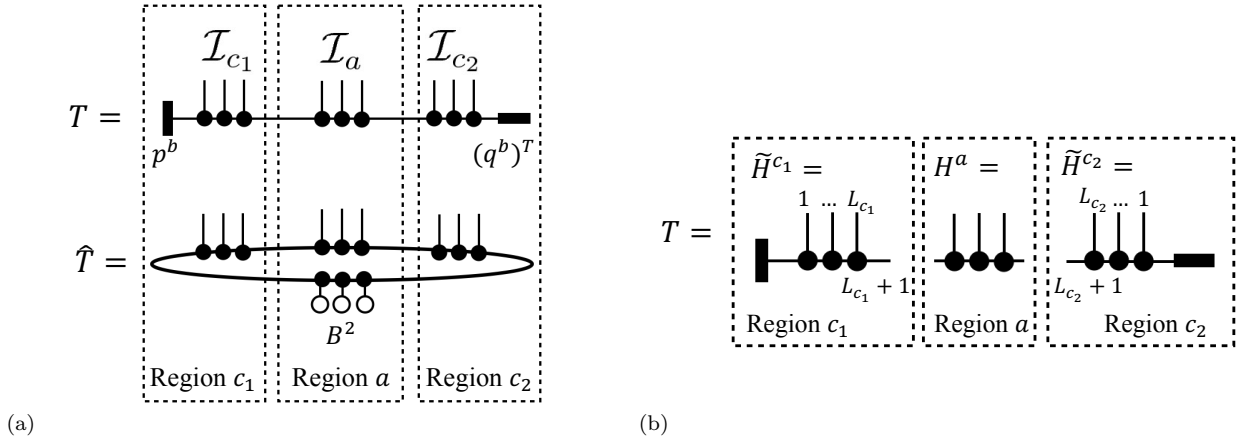 𝓘_{c_1} 𝓘_a 𝓘_{c_2}
T =
p^b (q^b)^T
T̂ =
B^2
Region c_1 Region a Region c_2
(a)
H̃^{c_1} = H^a = H̃^{c_2} =
1 ... L_{c_1} L_{c_2} ... 1
T =
L_{c_1} + 1 L_{c_2} + 1
Region c_1 Region a Region c_2
(b)